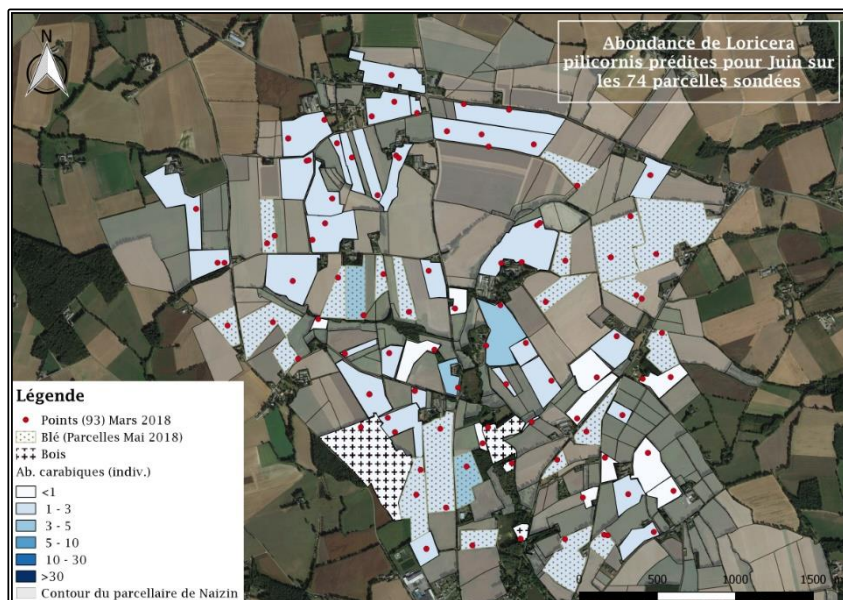 N
Abondance de Loricera
pilicornis prédites pour Juin sur
les 74 parcelles sondées
Légende
Points (93) Mars 2018
Blé (Parcelles Mai 2018)
Bois
Ab. carabiques (indiv.)
<1
1 - 3
3 - 5
5 - 10
10 - 30
>30
Contour du parcellaire de Naizin
0 500 1000 1500 m